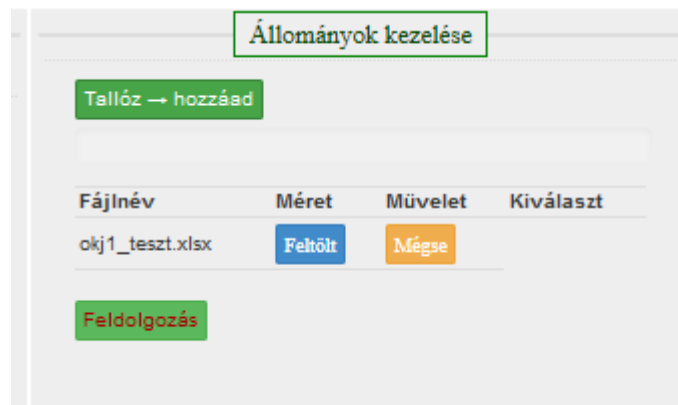 Állományok kezelése
Tallóz → hozzáad
Fájlnév Méret Müvelet Kiválaszt
okj1_teszt.xlsx Feltölt Mégse
Feldolgozás